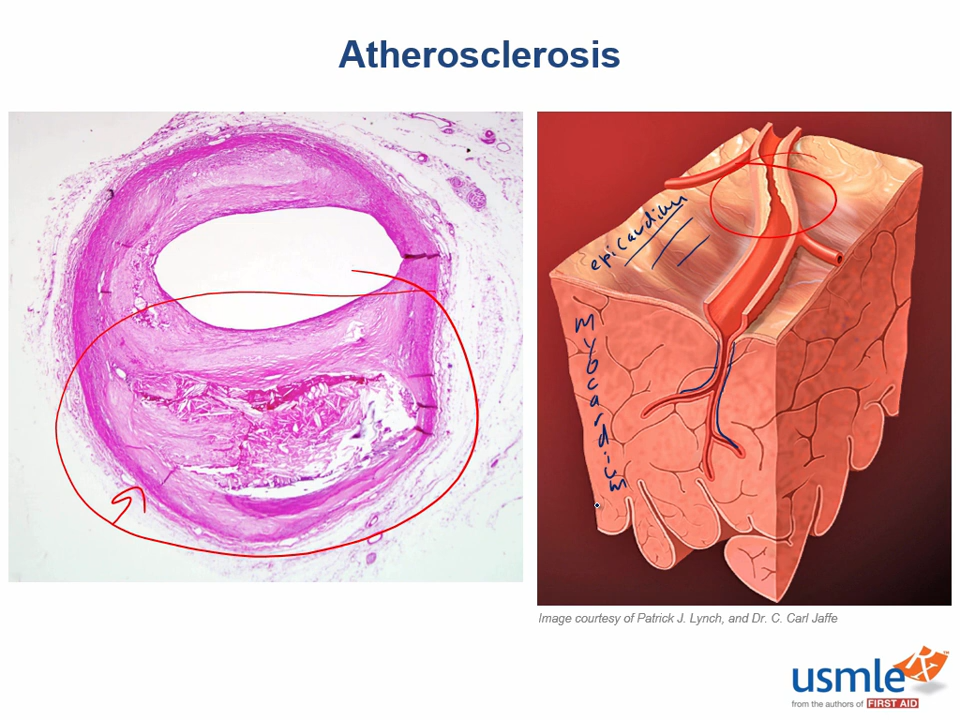 Atherosclerosis
epicardium
Myocardium
Image courtesy of Patrick J. Lynch, and Dr. C. Carl Jaffe
usmle Rx™
from the authors of FIRST AID